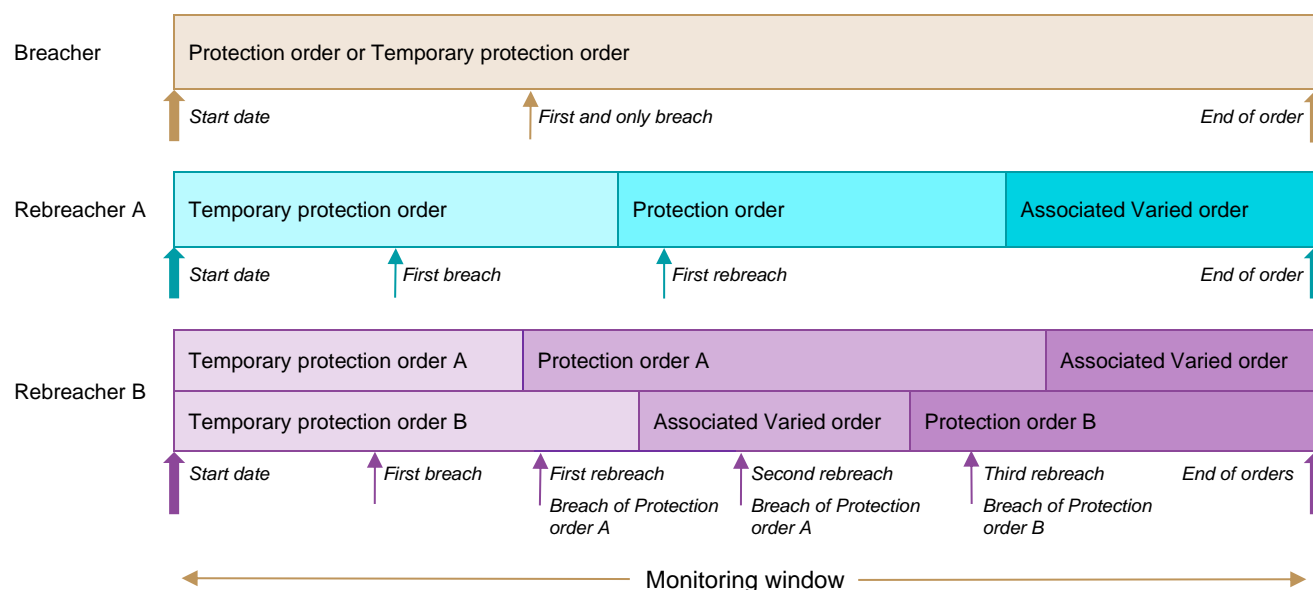 Breacher
Protection order or Temporary protection order
Start date
First and only breach
End of order
Rebreacher A
Temporary protection order
Protection order
Associated Varied order
Start date
First breach
First rebreach
End of order
Rebreacher B
Temporary protection order A
Protection order A
Associated Varied order
Temporary protection order B
Associated Varied order
Protection order B
Start date
First breach
First rebreach
Breach of Protection
order A
Second rebreach
Breach of Protection
order A
Third rebreach
Breach of Protection
order B
End of orders
Monitoring window